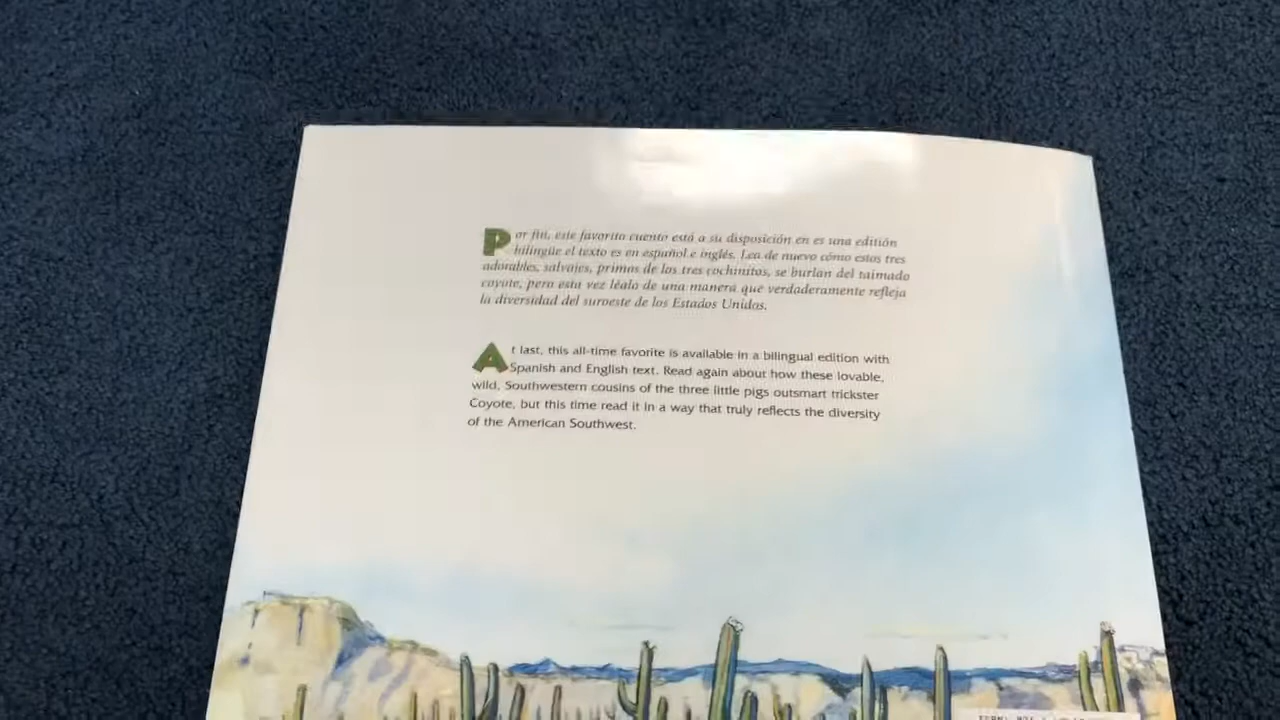 Por fin, este favorito cuento está a su disposición en es una editión
bilingüe el texto es en español e inglés. Lea de nuevo cómo estos tres
adorables, salvajes, primos de los tres cochinitos, se burlan del taimado
coyote, pero esta vez léalo de una manera que verdaderamente refleja
la diversidad del suroeste de los Estados Unidos.
At last, this all-time favorite is available in a bilingual edition with
Spanish and English text. Read again about how these lovable,
wild, Southwestern cousins of the three little pigs outsmart trickster
Coyote, but this time read it in a way that truly reflects the diversity
of the American Southwest.